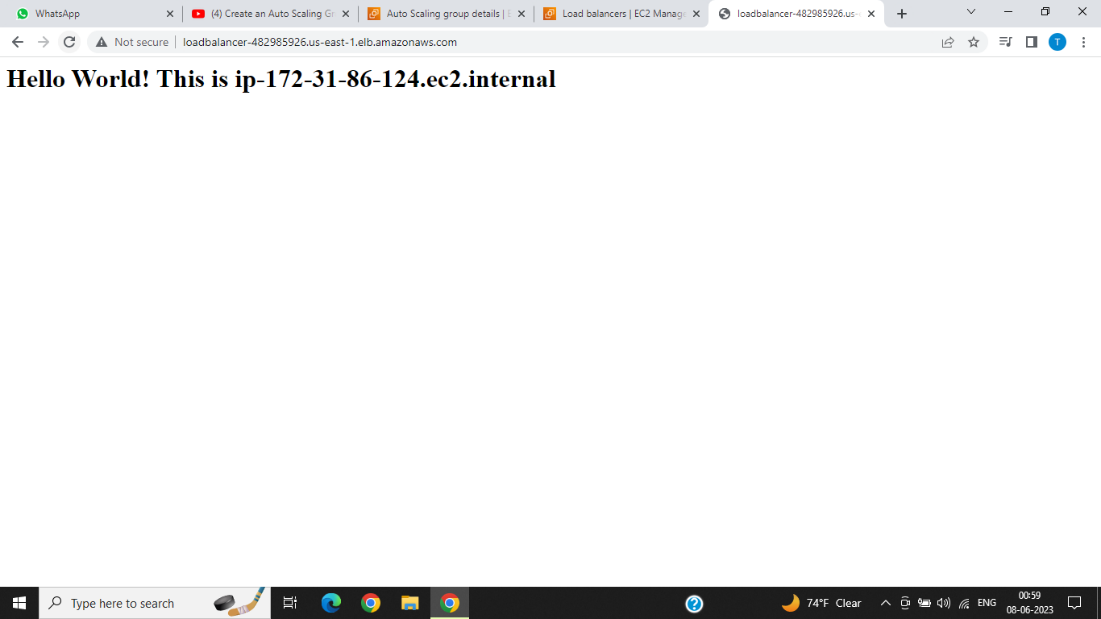 WhatsApp
(4) Create an Auto Scaling Gr
Auto Scaling group details | E
Load balancers | EC2 Manage
loadbalancer-482985926.us-
Not secure
loadbalancer-482985926.us-east-1.elb.amazonaws.com
T
Hello World! This is ip-172-31-86-124.ec2.internal
Type here to search
?
74°F Clear
ENG
00:59
08-06-2023